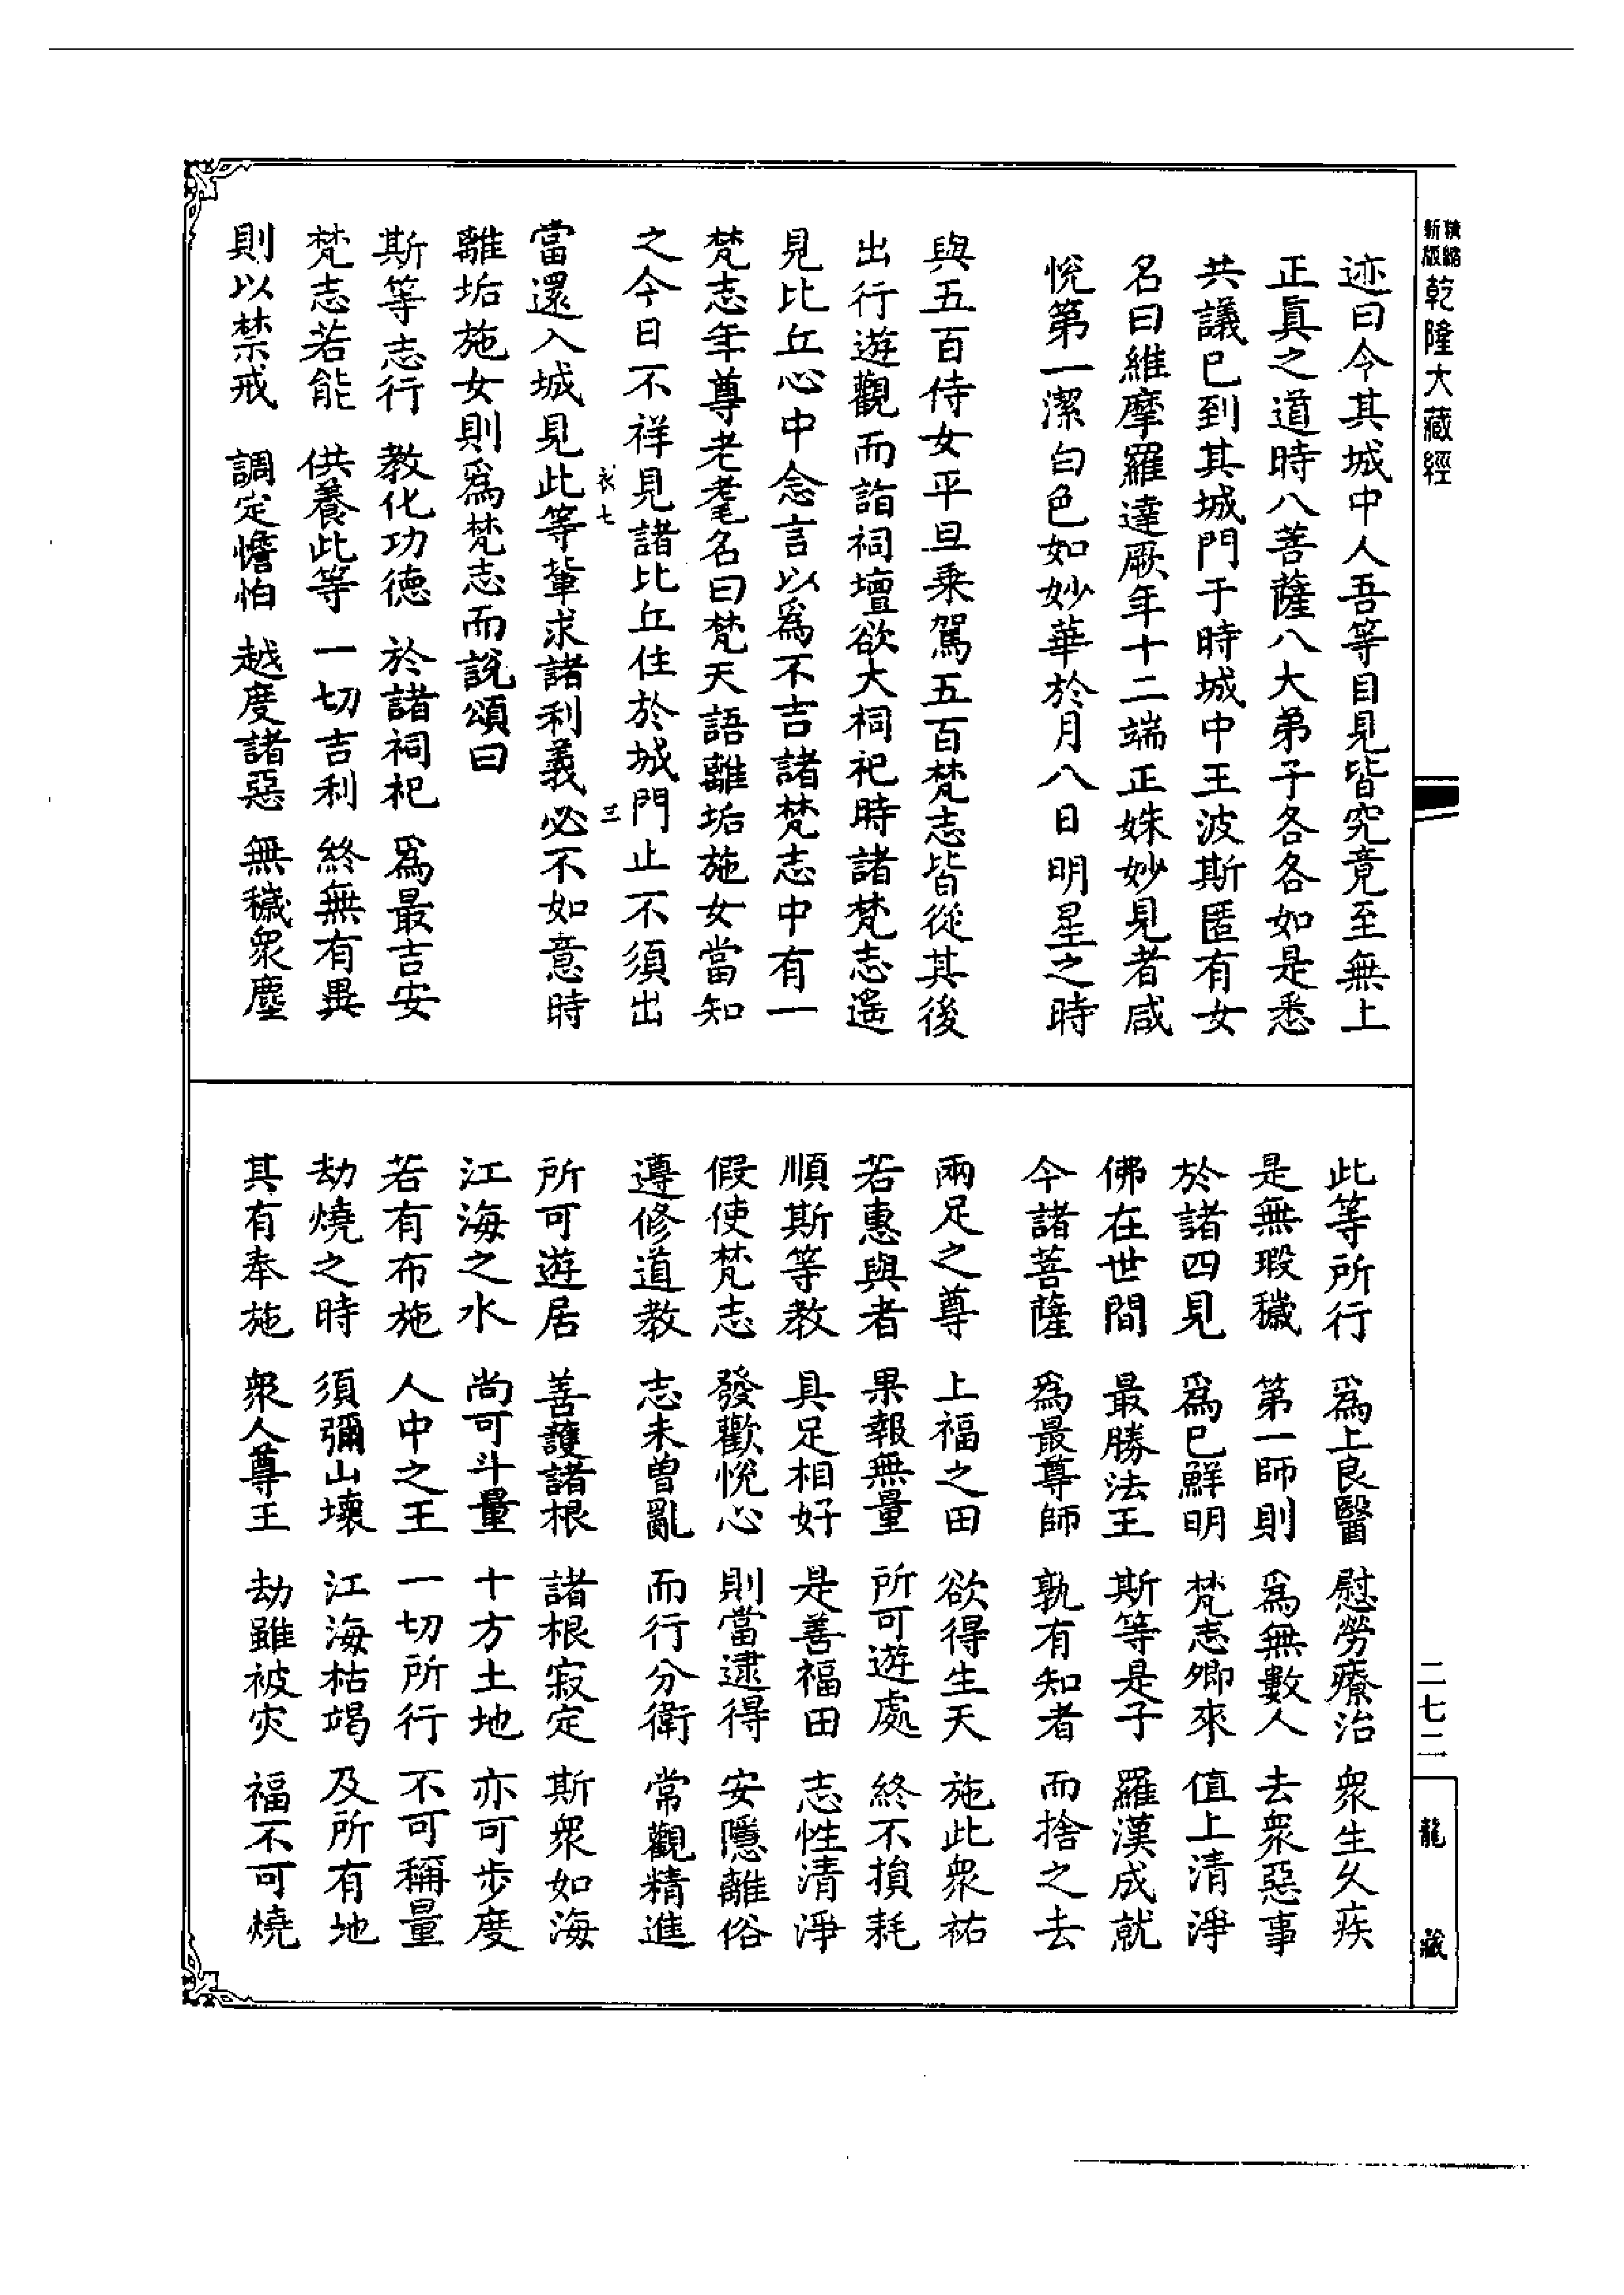 精縮新版乾隆大藏經
迹曰令其城中人吾等目見皆究竟至無上
正真之道時八菩薩八大弟子各各如是悉
共議已到其城門于時城中王波斯匿有女
名曰維摩羅達厥年十二端正姝妙見者咸
悅第一潔白色如妙華於月八日明星之時
與五百侍女平旦乘駕五百梵志皆從其後
出行遊觀而詣祠壇欲大祠祀時諸梵志遙
見比丘心中念言以爲不吉諸梵志中有一
梵志年尊老耄名曰梵天語離垢施女當知
之今日不祥見諸比丘住於城門止不須出
衣七 三
當還入城見此等輩求諸利義必不如意時
離垢施女則爲梵志而說頌曰
斯等志行 教化功德 於諸祠祀 爲最吉安
梵志若能 供養此等 一切吉利 終無有異
則以禁戒 調定憺怕 越度諸惡 無穢衆塵
此等所行 爲上良醫 慰勞療治 衆生久疾
是無瑕穢 第一師則 爲無數人 去衆惡事
於諸四見 爲已鮮明 梵志卿來 值上清淨
佛在世間 最勝法王 斯等是子 羅漢成就
今諸菩薩 爲最尊師 孰有知者 而捨之去
兩足之尊 上福之田 欲得生天 施此衆祐
若惠與者 果報無量 所可遊處 終不損耗
順斯等教 具足相好 是善福田 志性清淨
假使梵志 發歡悅心 則當逮得 安隱離俗
遵修道教 志未曾亂 而行分衛 常觀精進
所可遊居 善護諸根 諸根寂定 斯衆如海
江海之水 尚可斗量 十方土地 亦可步度
若有布施 人中之王 一切所行 不可稱量
劫燒之時 須彌山壞 江海枯竭 及所有地
其有奉施 衆人尊王 劫雖被灾 福不可燒
二七二
龍藏